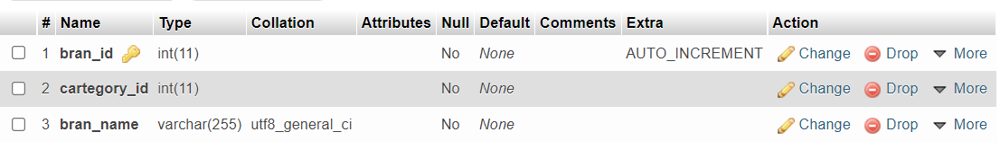 # Name Type Collation Attributes Null Default Comments Extra Action
1 bran_id int(11) No None AUTO_INCREMENT Change Drop More
2 cartegory_id int(11) No None Change Drop More
3 bran_name varchar(255) utf8_general_ci No None Change Drop More